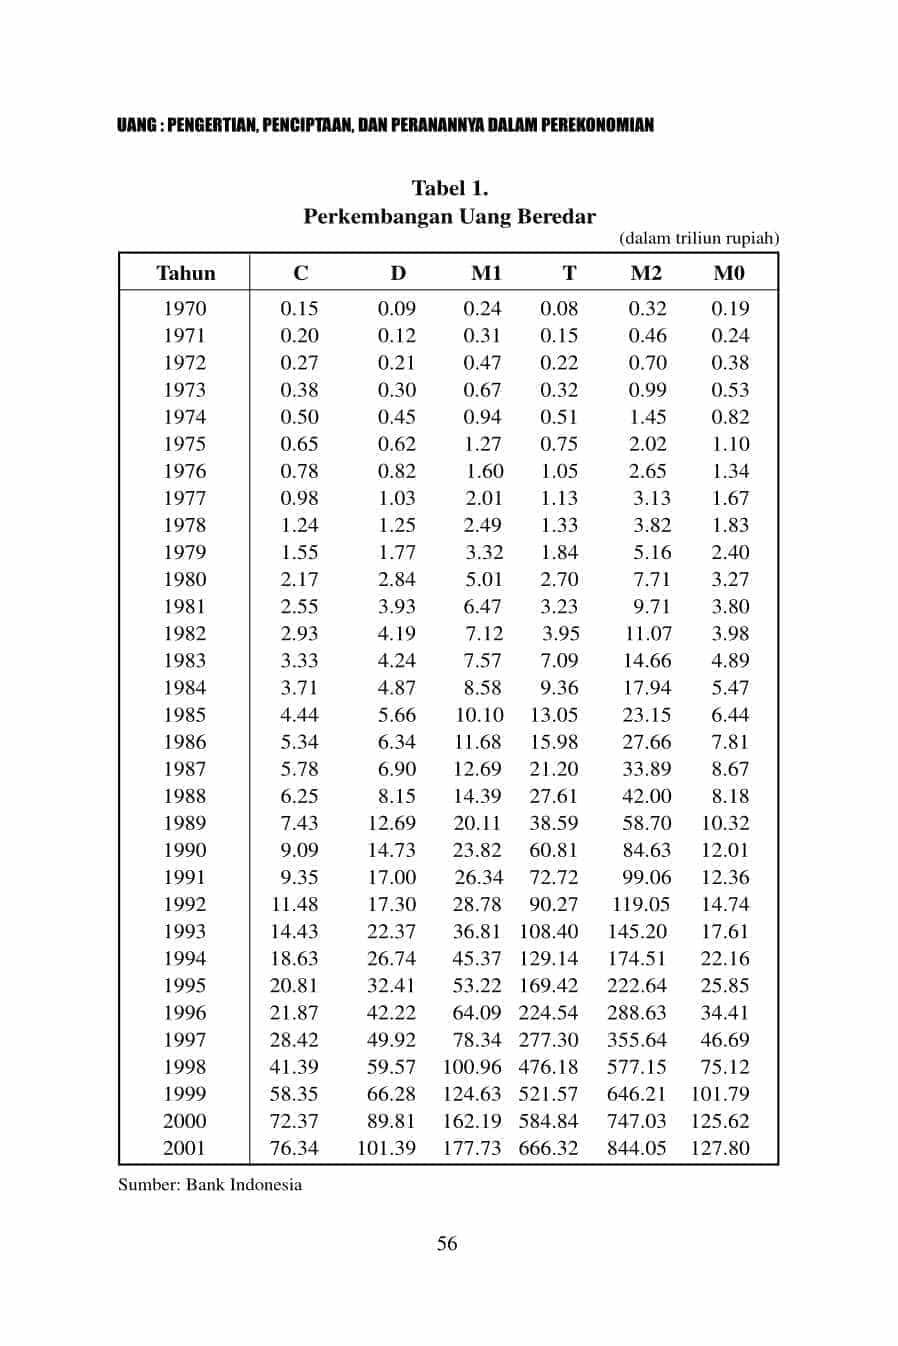 UANG : PENGERTIAN, PENCIPTAAN, DAN PERANANNYA DALAM PEREKONOMIAN
Tabel 1.
Perkembangan Uang Beredar
(dalam triliun rupiah)
Tahun C D M1 T M2 M0
1970 0.15 0.09 0.24 0.08 0.32 0.19
1971 0.20 0.12 0.31 0.15 0.46 0.24
1972 0.27 0.21 0.47 0.22 0.70 0.38
1973 0.38 0.30 0.67 0.32 0.99 0.53
1974 0.50 0.45 0.94 0.51 1.45 0.82
1975 0.65 0.62 1.27 0.75 2.02 1.10
1976 0.78 0.82 1.60 1.05 2.65 1.34
1977 0.98 1.03 2.01 1.13 3.13 1.67
1978 1.24 1.25 2.49 1.33 3.82 1.83
1979 1.55 1.77 3.32 1.84 5.16 2.40
1980 2.17 2.84 5.01 2.70 7.71 3.27
1981 2.55 3.93 6.47 3.23 9.71 3.80
1982 2.93 4.19 7.12 3.95 11.07 3.98
1983 3.33 4.24 7.57 7.09 14.66 4.89
1984 3.71 4.87 8.58 9.36 17.94 5.47
1985 4.44 5.66 10.10 13.05 23.15 6.44
1986 5.34 6.34 11.68 15.98 27.66 7.81
1987 5.78 6.90 12.69 21.20 33.89 8.67
1988 6.25 8.15 14.39 27.61 42.00 8.18
1989 7.43 12.69 20.11 38.59 58.70 10.32
1990 9.09 14.73 23.82 60.81 84.63 12.01
1991 9.35 17.00 26.34 72.72 99.06 12.36
1992 11.48 17.30 28.78 90.27 119.05 14.74
1993 14.43 22.37 36.81 108.40 145.20 17.61
1994 18.63 26.74 45.37 129.14 174.51 22.16
1995 20.81 32.41 53.22 169.42 222.64 25.85
1996 21.87 42.22 64.09 224.54 288.63 34.41
1997 28.42 49.92 78.34 277.30 355.64 46.69
1998 41.39 59.57 100.96 476.18 577.15 75.12
1999 58.35 66.28 124.63 521.57 646.21 101.79
2000 72.37 89.81 162.19 584.84 747.03 125.62
2001 76.34 101.39 177.73 666.32 844.05 127.80
Sumber: Bank Indonesia
56